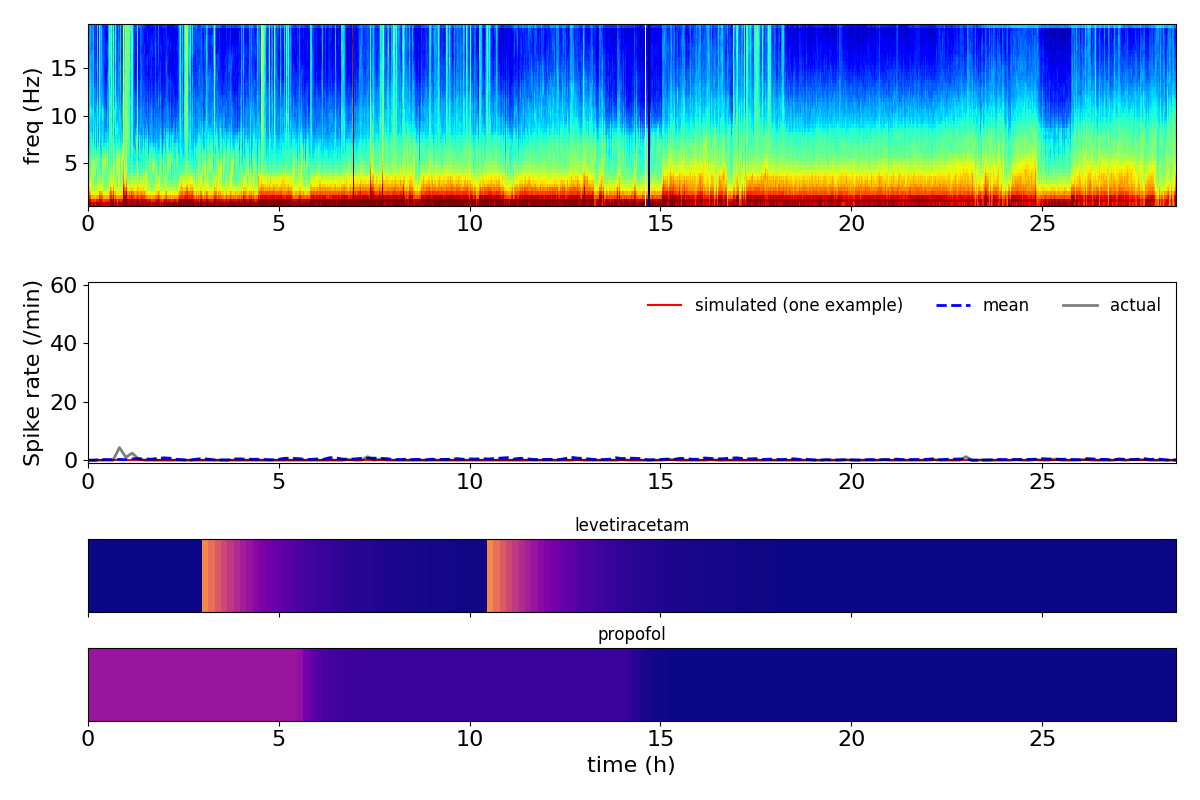 freq (Hz)
15
10
5
0 5 10 15 20 25
Spike rate (/min)
60
40
20
0
simulated (one example) mean actual
0 5 10 15 20 25
levetiracetam
propofol
0 5 10 15 20 25
time (h)